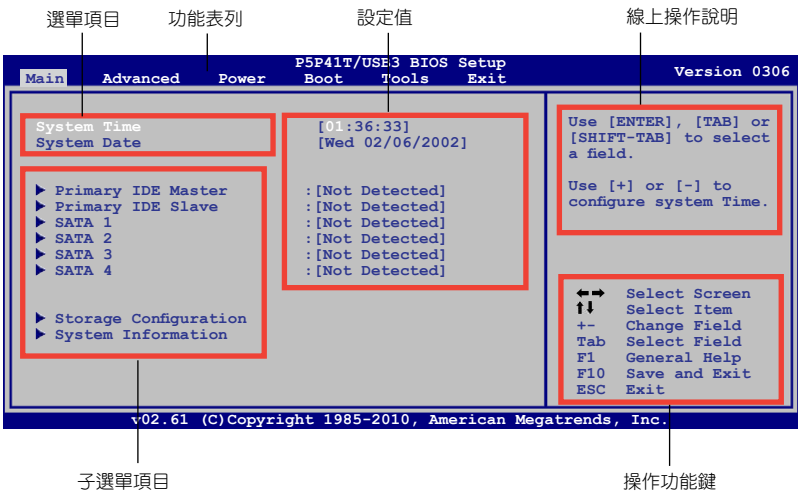 選單項目 功能表列 設定值 線上操作說明
P5P41T/USB3 BIOS Setup Version 0306
Main Advanced Power Boot Tools Exit
System Time [01:36:33]
System Date [Wed 02/06/2002]
Primary IDE Master :[Not Detected]
Primary IDE Slave :[Not Detected]
SATA 1 :[Not Detected]
SATA 2 :[Not Detected]
SATA 3 :[Not Detected]
SATA 4 :[Not Detected]
Storage Configuration
System Information
Use [ENTER], [TAB] or
[SHIFT-TAB] to select
a field.
Use [+] or [-] to
configure system Time.
←→ Select Screen
↑↓ Select Item
+- Change Field
Tab Select Field
F1 General Help
F10 Save and Exit
ESC Exit
v02.61 (C)Copyright 1985-2010, American Megatrends, Inc.
子選單項目 操作功能鍵